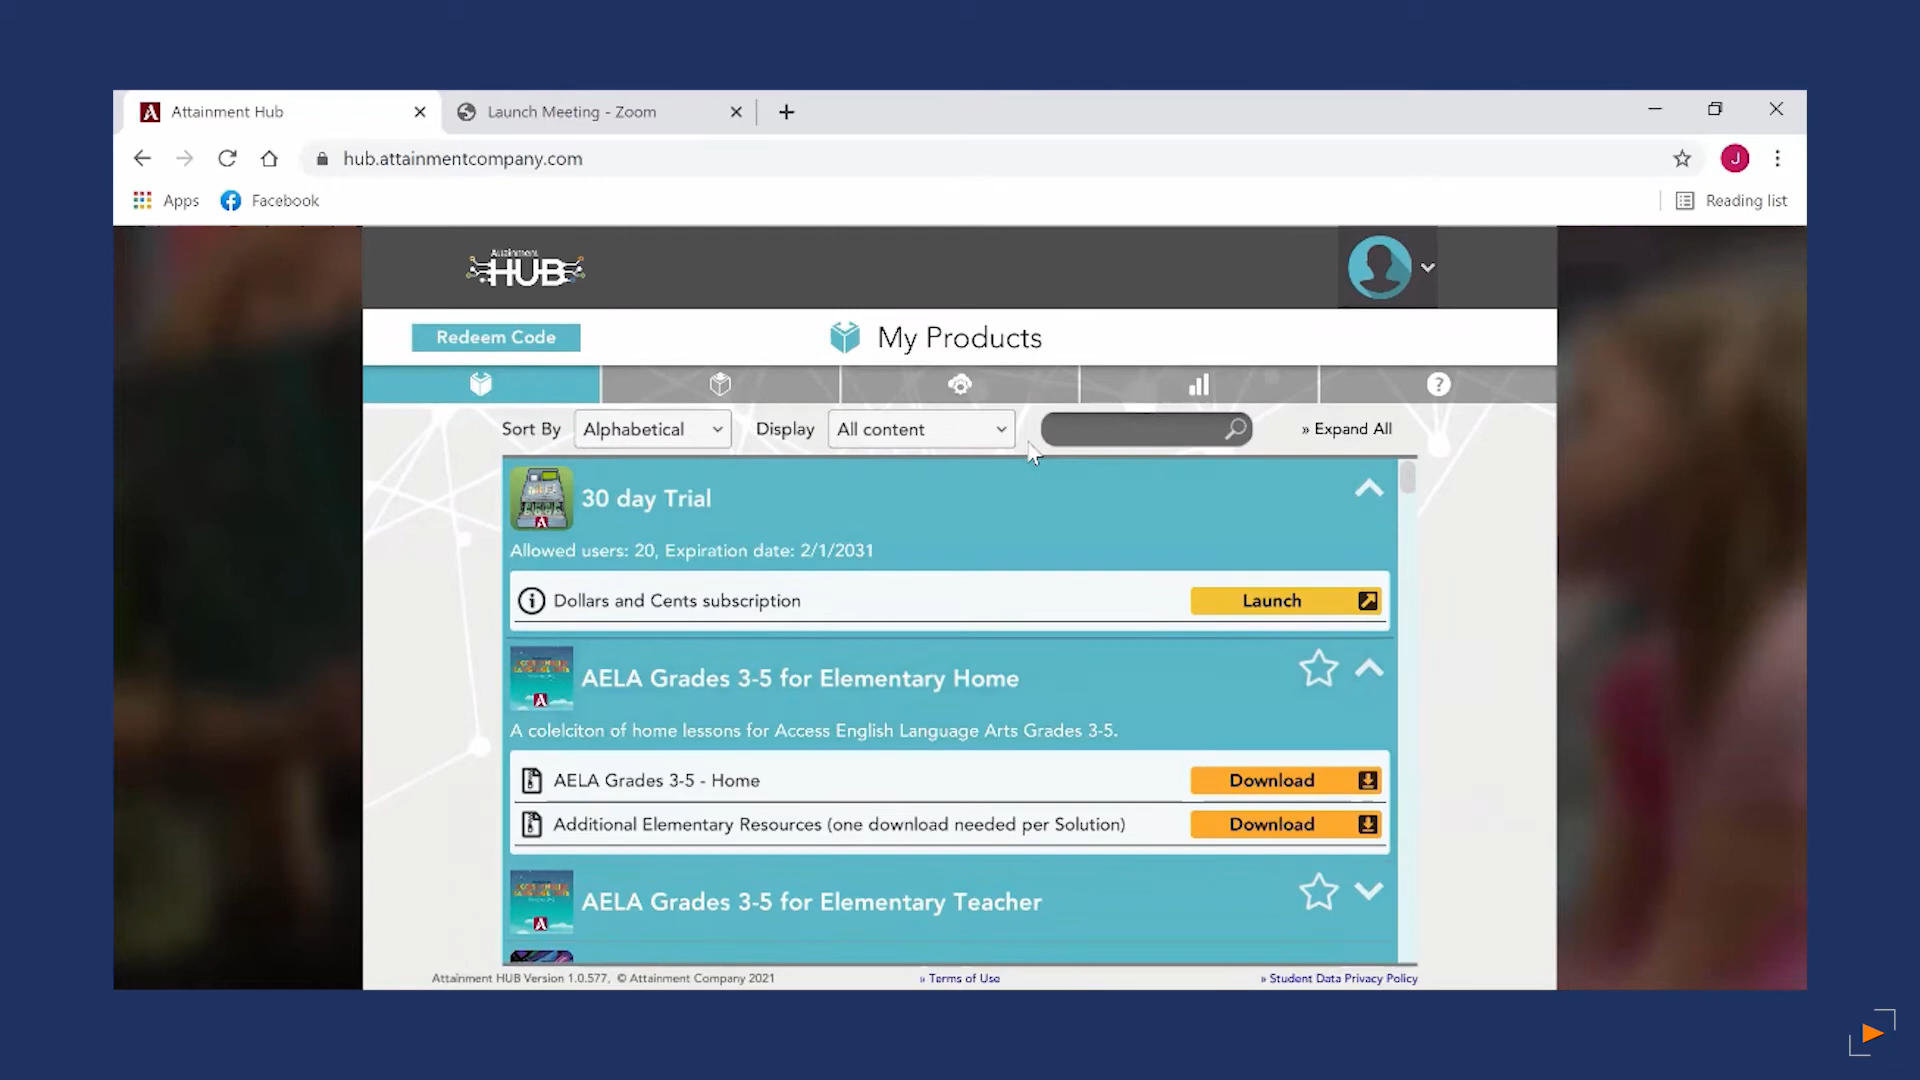 Attainment Hub
Launch Meeting - Zoom
hub.attainmentcompany.com
J
Apps
Facebook
Reading list
Attainment
HUB
Redeem Code
My Products
Sort By
Alphabetical
Display
All content
» Expand All
30 day Trial
Allowed users: 20, Expiration date: 2/1/2031
Dollars and Cents subscription
Launch
AELA Grades 3-5 for Elementary Home
A colelciton of home lessons for Access English Language Arts Grades 3-5.
AELA Grades 3-5 - Home
Download
Additional Elementary Resources (one download needed per Solution)
Download
AELA Grades 3-5 for Elementary Teacher
Attainment HUB Version 1.0.577, © Attainment Company 2021
» Terms of Use
» Student Data Privacy Policy